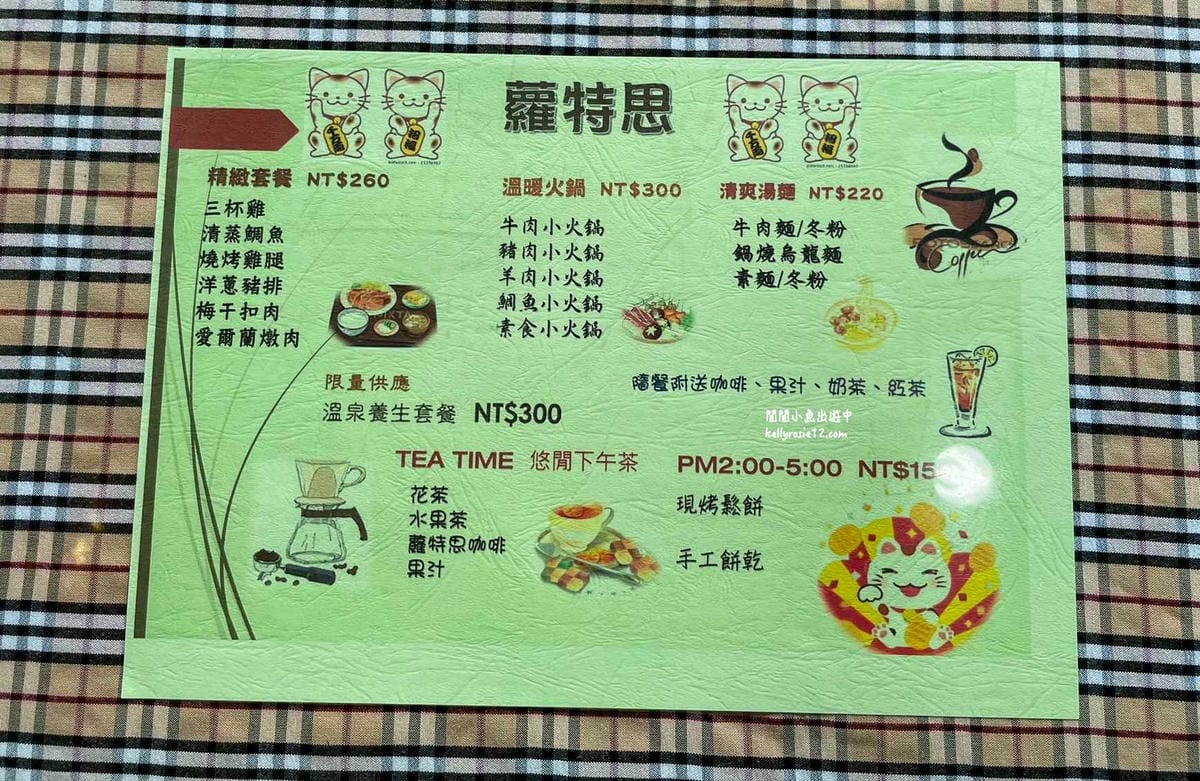 蘿特思
精緻套餐 NT$260
三杯雞
清蒸鯛魚
燒烤雞腿
洋蔥豬排
梅干扣肉
愛爾蘭燉肉
溫暖火鍋 NT$300
牛肉小火鍋
豬肉小火鍋
羊肉小火鍋
鯛魚小火鍋
素食小火鍋
清爽湯麵 NT$220
牛肉麵/冬粉
鍋燒烏龍麵
素麵/冬粉
Coffee
限量供應
溫泉養生套餐 NT$300
隨餐附送咖啡、果汁、奶茶、紅茶
閒閒小魚出遊中
kellyrosie12.com
TEA TIME 悠閒下午茶 PM2:00-5:00 NT$15
花茶
水果茶
蘿特思咖啡
果汁
現烤鬆餅
手工餅乾